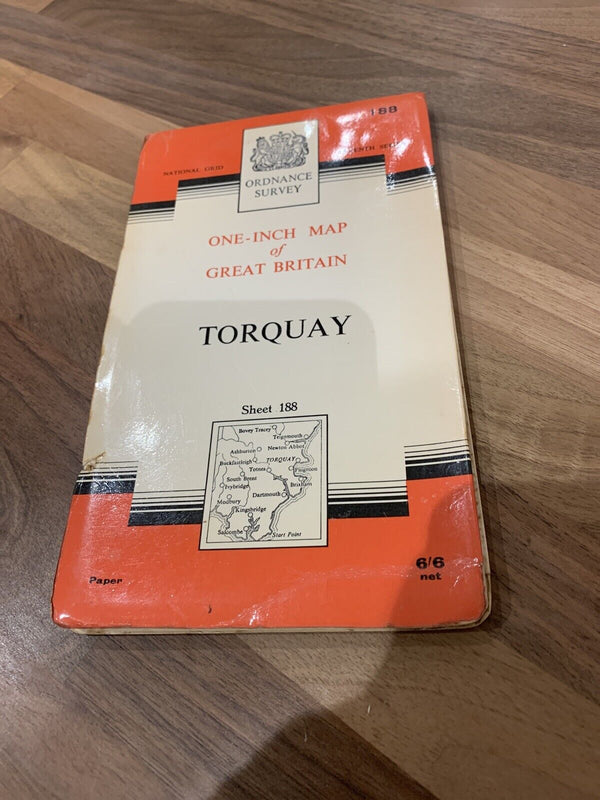 188
NATIONAL GRID
ORDNANCE
SURVEY
ONE-INCH MAP
of
GREAT BRITAIN
TORQUAY
Sheet 188
Bovey Tracey
Teignmouth
Newton Abbot
Ashburton
TORQUAY
Buckfastleigh
Totnes
Paignton
South Brent
Brixham
Ivybridge
Dartmouth
Modbury
Kingsbridge
Salcombe
Start Point
Paper
6/6
net